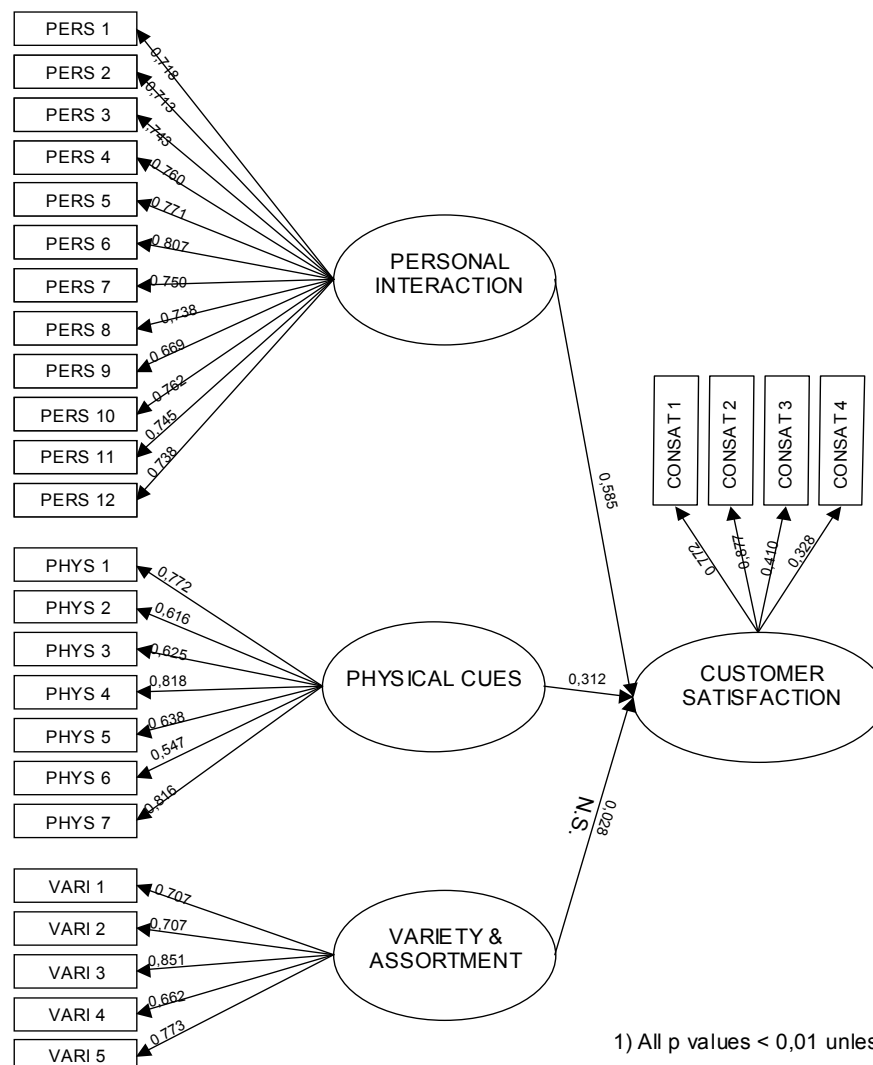 PERS 1
PERS 2
PERS 3
PERS 4
PERS 5
PERS 6
PERS 7
PERS 8
PERS 9
PERS 10
PERS 11
PERS 12
0,718
0,713
,743
0,760
0,771
0,807
0,750
0,738
0,669
0,762
0,745
0,738
PERSONAL
INTERACTION
0,585
CONSAT 1
CONSAT 2
CONSAT 3
CONSAT 4
0,772
0,877
0,410
0,328
PHYS 1
PHYS 2
PHYS 3
PHYS 4
PHYS 5
PHYS 6
PHYS 7
0,772
0,616
0,625
0,818
0,638
0,547
0,816
PHYSICAL CUES
0,312
CUSTOMER
SATISFACTION
0,028
N.S.
VARI 1
VARI 2
VARI 3
VARI 4
VARI 5
0,707
0,707
0,851
0,662
0,773
VARIETY &
ASSORTMENT
1) All p values < 0,01 unles